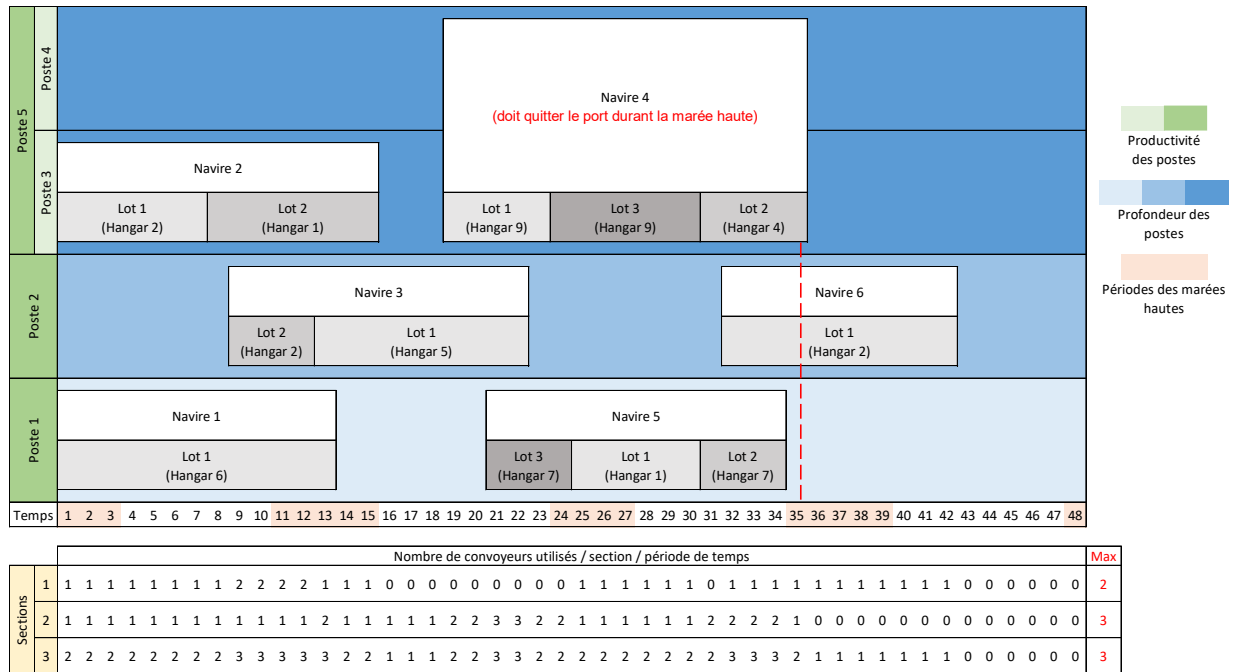 Poste 5
Poste 4
Navire 4
(doit quitter le port durant la marée haute)
Poste 3
Navire 2
Lot 1
(Hangar 2)
Lot 2
(Hangar 1)
Lot 1
(Hangar 9)
Lot 3
(Hangar 9)
Lot 2
(Hangar 4)
Poste 2
Navire 3
Lot 2
(Hangar 2)
Lot 1
(Hangar 5)
Navire 6
Lot 1
(Hangar 2)
Poste 1
Navire 1
Lot 1
(Hangar 6)
Navire 5
Lot 3
(Hangar 7)
Lot 1
(Hangar 1)
Lot 2
(Hangar 7)
Temps 1 2 3 4 5 6 7 8 9 10 11 12 13 14 15 16 17 18 19 20 21 22 23 24 25 26 27 28 29 30 31 32 33 34 35 36 37 38 39 40 41 42 43 44 45 46 47 48
Productivité
des postes
Profondeur des
postes
Périodes des marées
hautes
Nombre de convoyeurs utilisés / section / période de temps Max
Sections
1 1 1 1 1 1 1 1 1 2 2 2 2 1 1 1 0 0 0 0 0 0 0 0 0 1 1 1 1 1 1 0 1 1 1 1 1 1 1 1 1 1 1 0 0 0 0 0 0 2
2 1 1 1 1 1 1 1 1 1 1 1 1 2 1 1 1 1 1 2 2 3 3 2 2 1 1 1 1 1 1 2 2 2 2 1 0 0 0 0 0 0 0 0 0 0 0 0 0 3
3 2 2 2 2 2 2 2 2 3 3 3 3 3 2 2 1 1 1 2 2 3 3 2 2 2 2 2 2 2 2 2 3 3 3 2 1 1 1 1 1 1 1 0 0 0 0 0 0 3